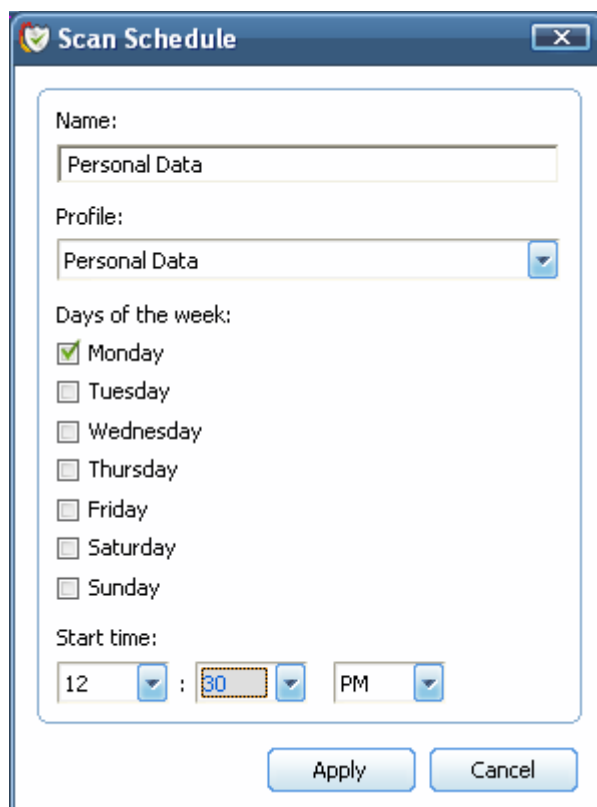 Scan Schedule
Name:
Personal Data
Profile:
Personal Data
Days of the week:
Monday
Tuesday
Wednesday
Thursday
Friday
Saturday
Sunday
Start time:
12 : 30 PM
Apply Cancel